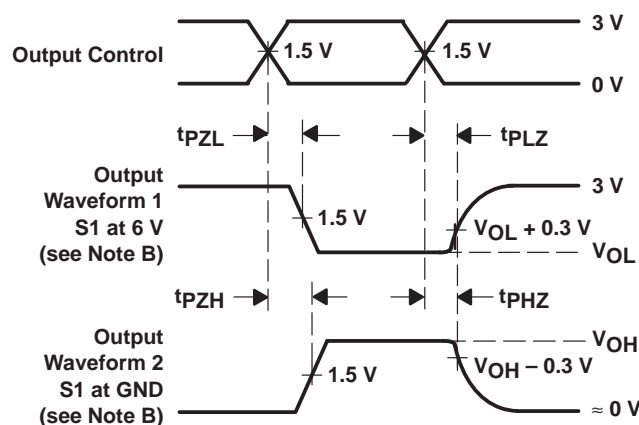 3 V
Output Control
1.5 V
1.5 V
0 V
tPZL
tPLZ
Output
Waveform 1
S1 at 6 V
(see Note B)
3 V
1.5 V
VOL + 0.3 V
VOL
tPZH
tPHZ
Output
Waveform 2
S1 at GND
(see Note B)
VOH
1.5 V
VOH − 0.3 V
≈ 0 V